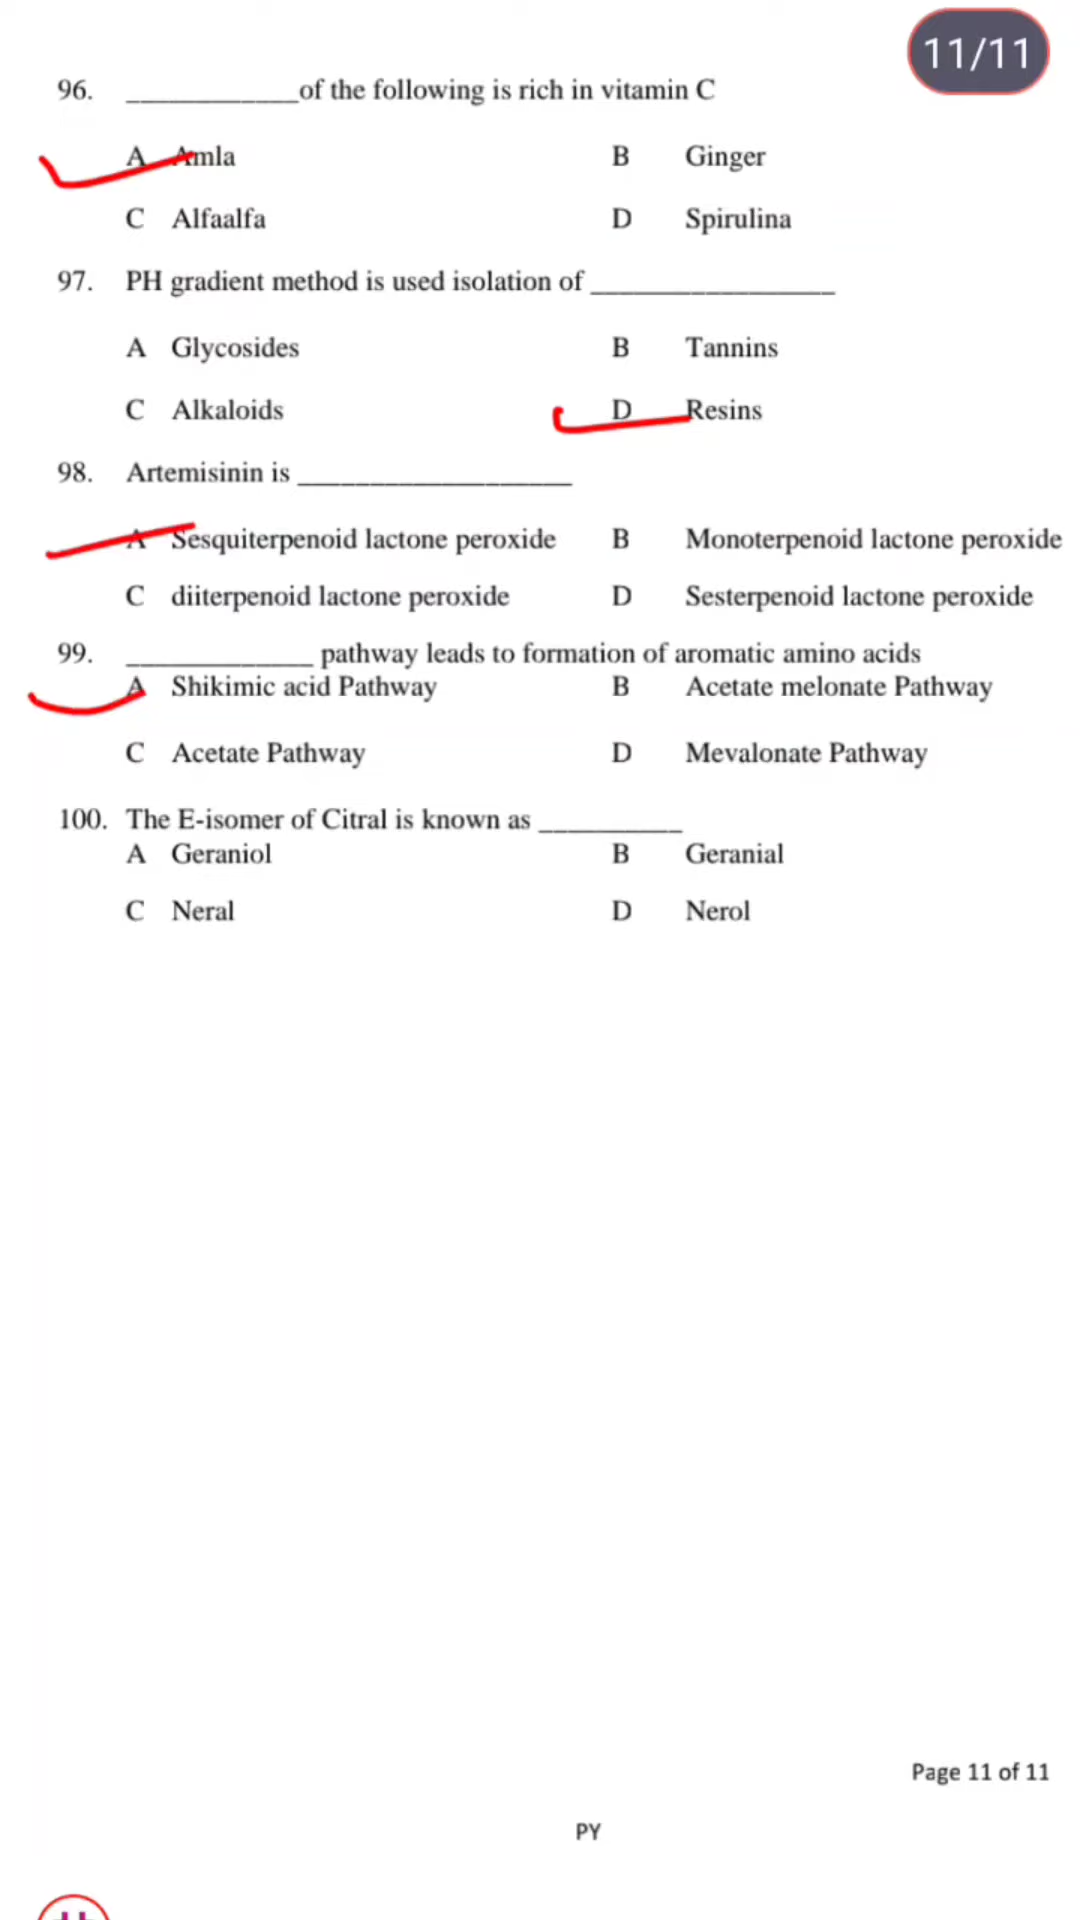 11/11
96. ____________of the following is rich in vitamin C
A Amla B Ginger
C Alfaalfa D Spirulina
97. PH gradient method is used isolation of _________________
A Glycosides B Tannins
C Alkaloids D Resins
98. Artemisinin is ___________________
A Sesquiterpenoid lactone peroxide B Monoterpenoid lactone peroxide
C diiterpenoid lactone peroxide D Sesterpenoid lactone peroxide
99. _____________ pathway leads to formation of aromatic amino acids
A Shikimic acid Pathway B Acetate melonate Pathway
C Acetate Pathway D Mevalonate Pathway
100. The E-isomer of Citral is known as __________
A Geraniol B Geranial
C Neral D Nerol
Page 11 of 11
PY